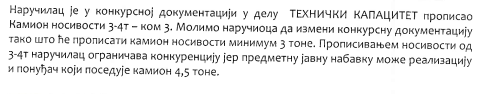 Наручилац је у конкурсној документацији у делу ТЕХНИЧКИ КАПАЦИТЕТ прописао
Камион носивости 3-4т – ком 3. Молимо наручиоца да измени конкурсну документацију
тако што ће прописати камион носивости минимум 3 тоне. Прописивањем носивости од
3-4т наручилац ограничава конкуренцију јер предметну јавну набавку може реализацију
и понуђач који поседује камион 4,5 тоне.